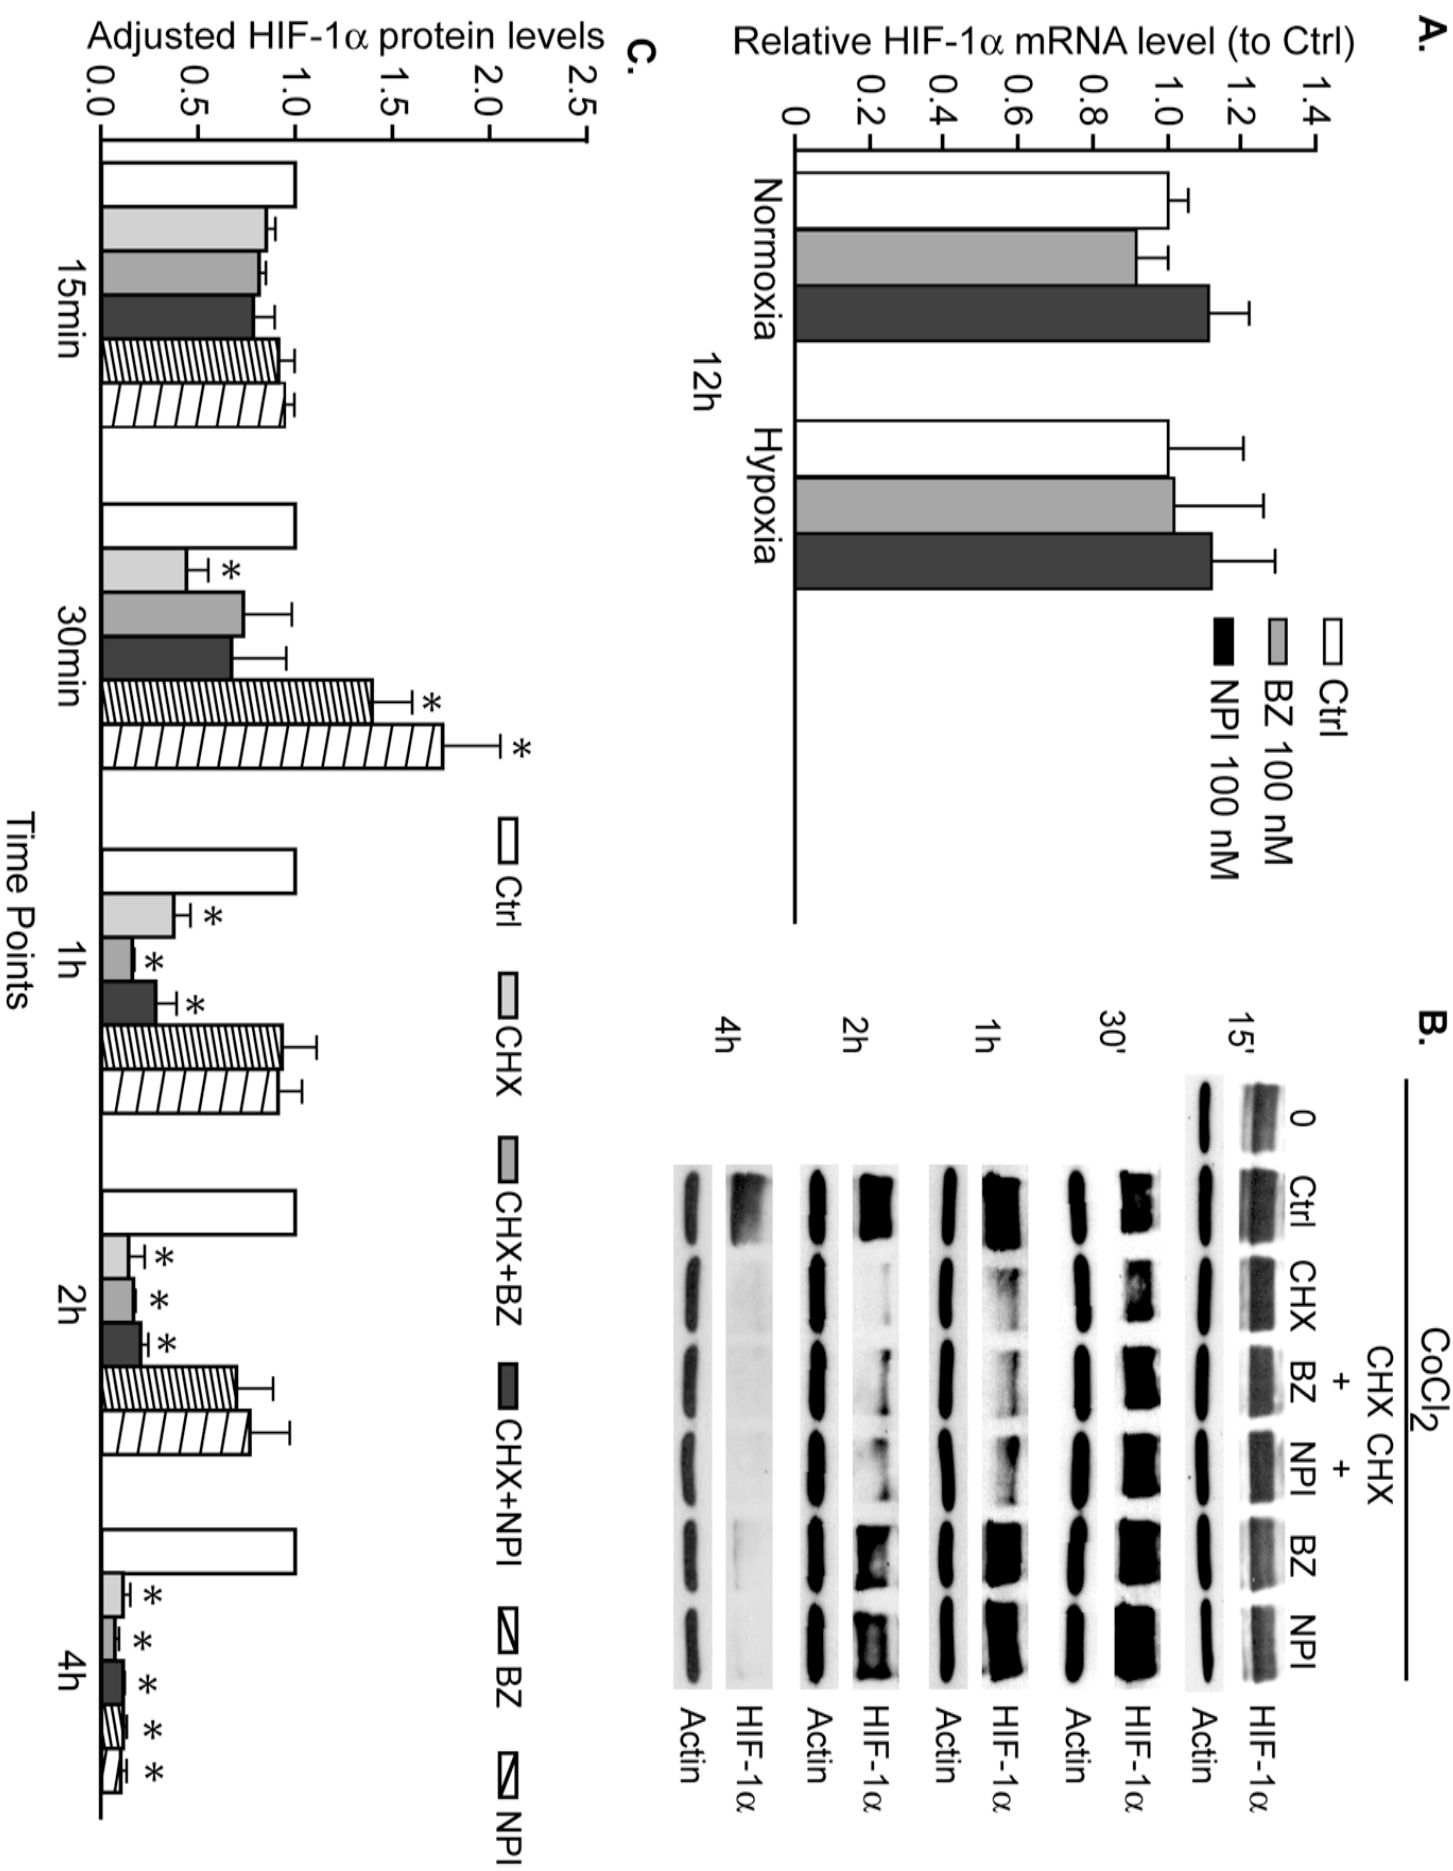 A.
Relative HIF-1α mRNA level (to Ctrl)
1.4
1.2
1.0
0.8
0.6
0.4
0.2
0
Normoxia
Hypoxia
12h
Ctrl
BZ 100 nM
NPI 100 nM
B.
CoCl2
CHX CHX
+ +
0 Ctrl CHX BZ NPI BZ NPI
15' HIF-1α
Actin
30' HIF-1α
Actin
1h HIF-1α
Actin
2h HIF-1α
Actin
4h HIF-1α
Actin
C.
Adjusted HIF-1α protein levels
2.5
2.0
1.5
1.0
0.5
0.0
Ctrl CHX CHX+BZ CHX+NPI BZ NPI
* * *
* * * *
* * *
* * * * *
15min 30min 1h 2h 4h
Time Points